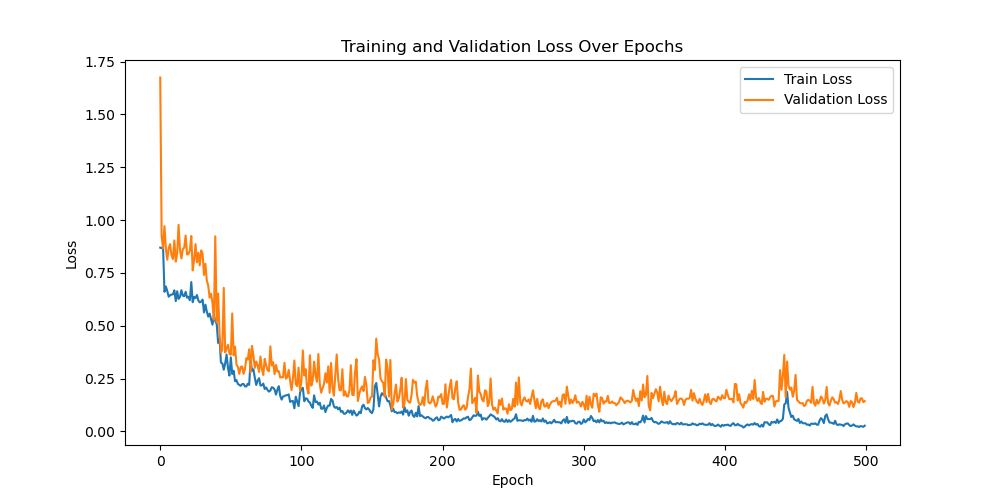 Training and Validation Loss Over Epochs
Train Loss
Validation Loss
1.75
1.50
1.25
1.00
0.75
0.50
0.25
0.00
Loss
0 100 200 300 400 500
Epoch